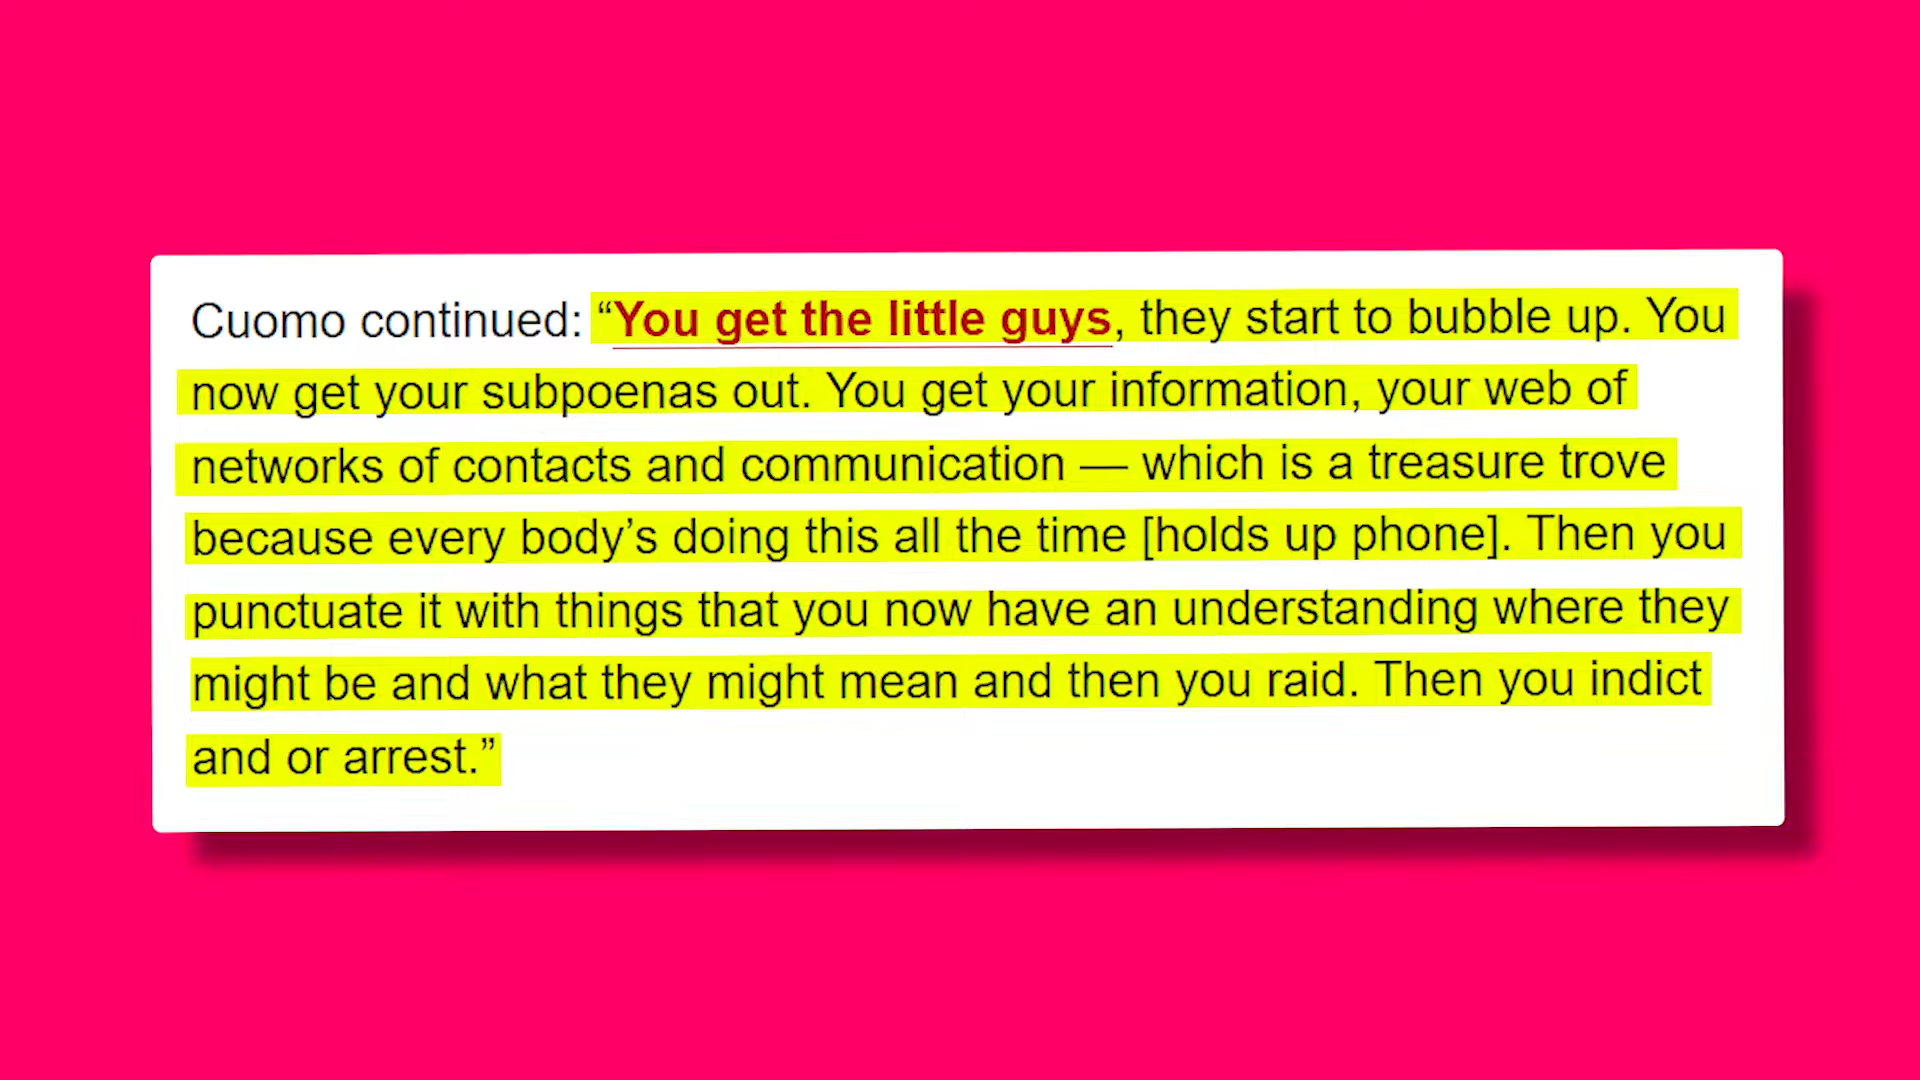 Cuomo continued: “You get the little guys, they start to bubble up. You
now get your subpoenas out. You get your information, your web of
networks of contacts and communication — which is a treasure trove
because every body’s doing this all the time [holds up phone]. Then you
punctuate it with things that you now have an understanding where they
might be and what they might mean and then you raid. Then you indict
and or arrest.”